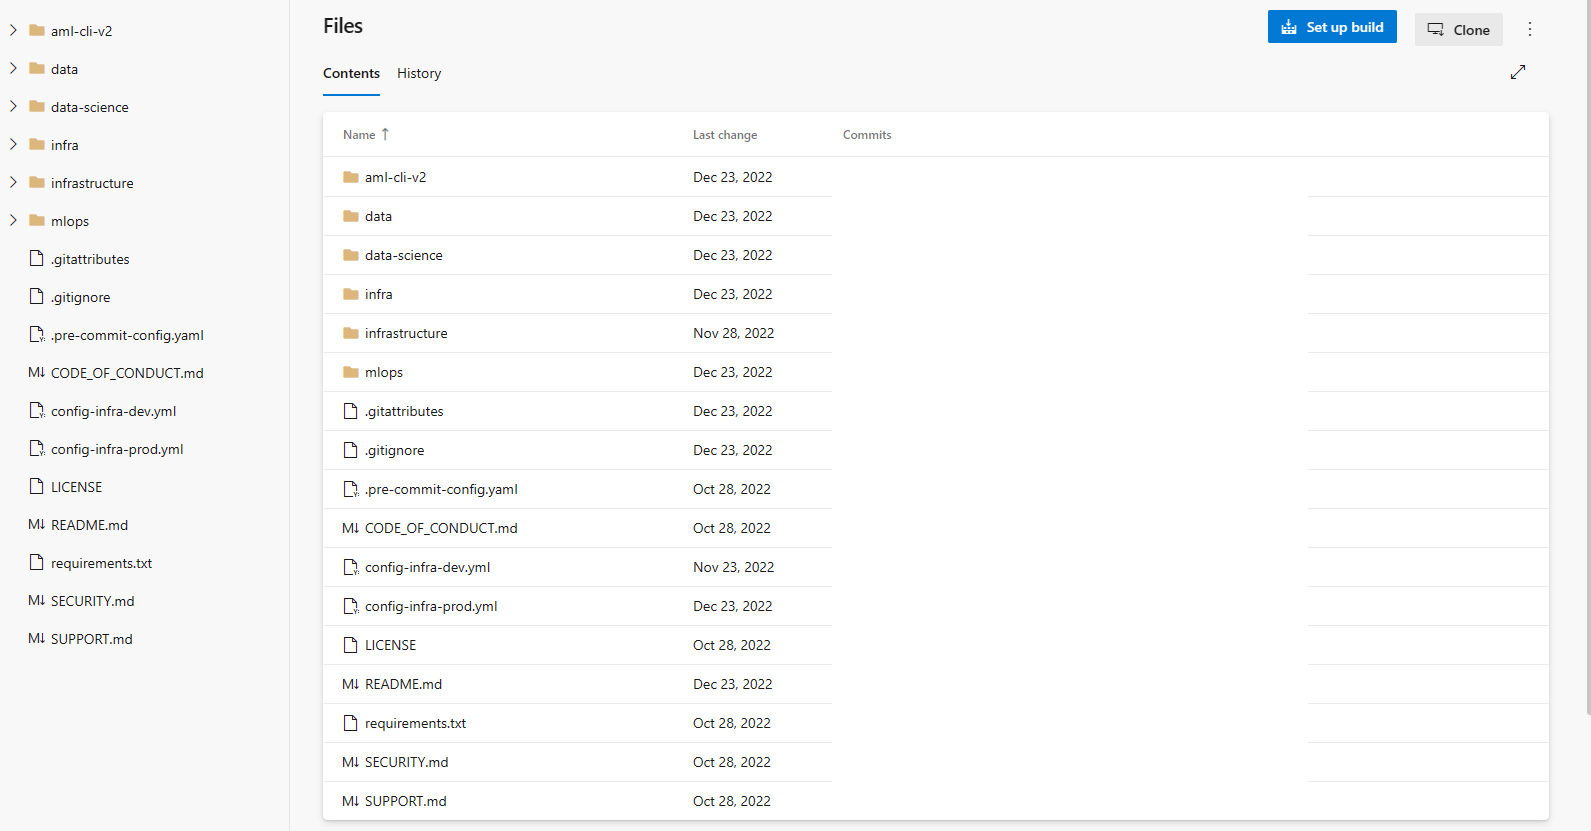 aml-cli-v2
data
data-science
infra
infrastructure
mlops
.gitattributes
.gitignore
.pre-commit-config.yaml
CODE_OF_CONDUCT.md
config-infra-dev.yml
config-infra-prod.yml
LICENSE
README.md
requirements.txt
SECURITY.md
SUPPORT.md
Files
Set up build
Clone
Contents History
Name ↑ Last change Commits
aml-cli-v2 Dec 23, 2022
data Dec 23, 2022
data-science Dec 23, 2022
infra Dec 23, 2022
infrastructure Nov 28, 2022
mlops Dec 23, 2022
.gitattributes Dec 23, 2022
.gitignore Dec 23, 2022
.pre-commit-config.yaml Oct 28, 2022
CODE_OF_CONDUCT.md Oct 28, 2022
config-infra-dev.yml Nov 23, 2022
config-infra-prod.yml Dec 23, 2022
LICENSE Oct 28, 2022
README.md Dec 23, 2022
requirements.txt Oct 28, 2022
SECURITY.md Oct 28, 2022
SUPPORT.md Oct 28, 2022